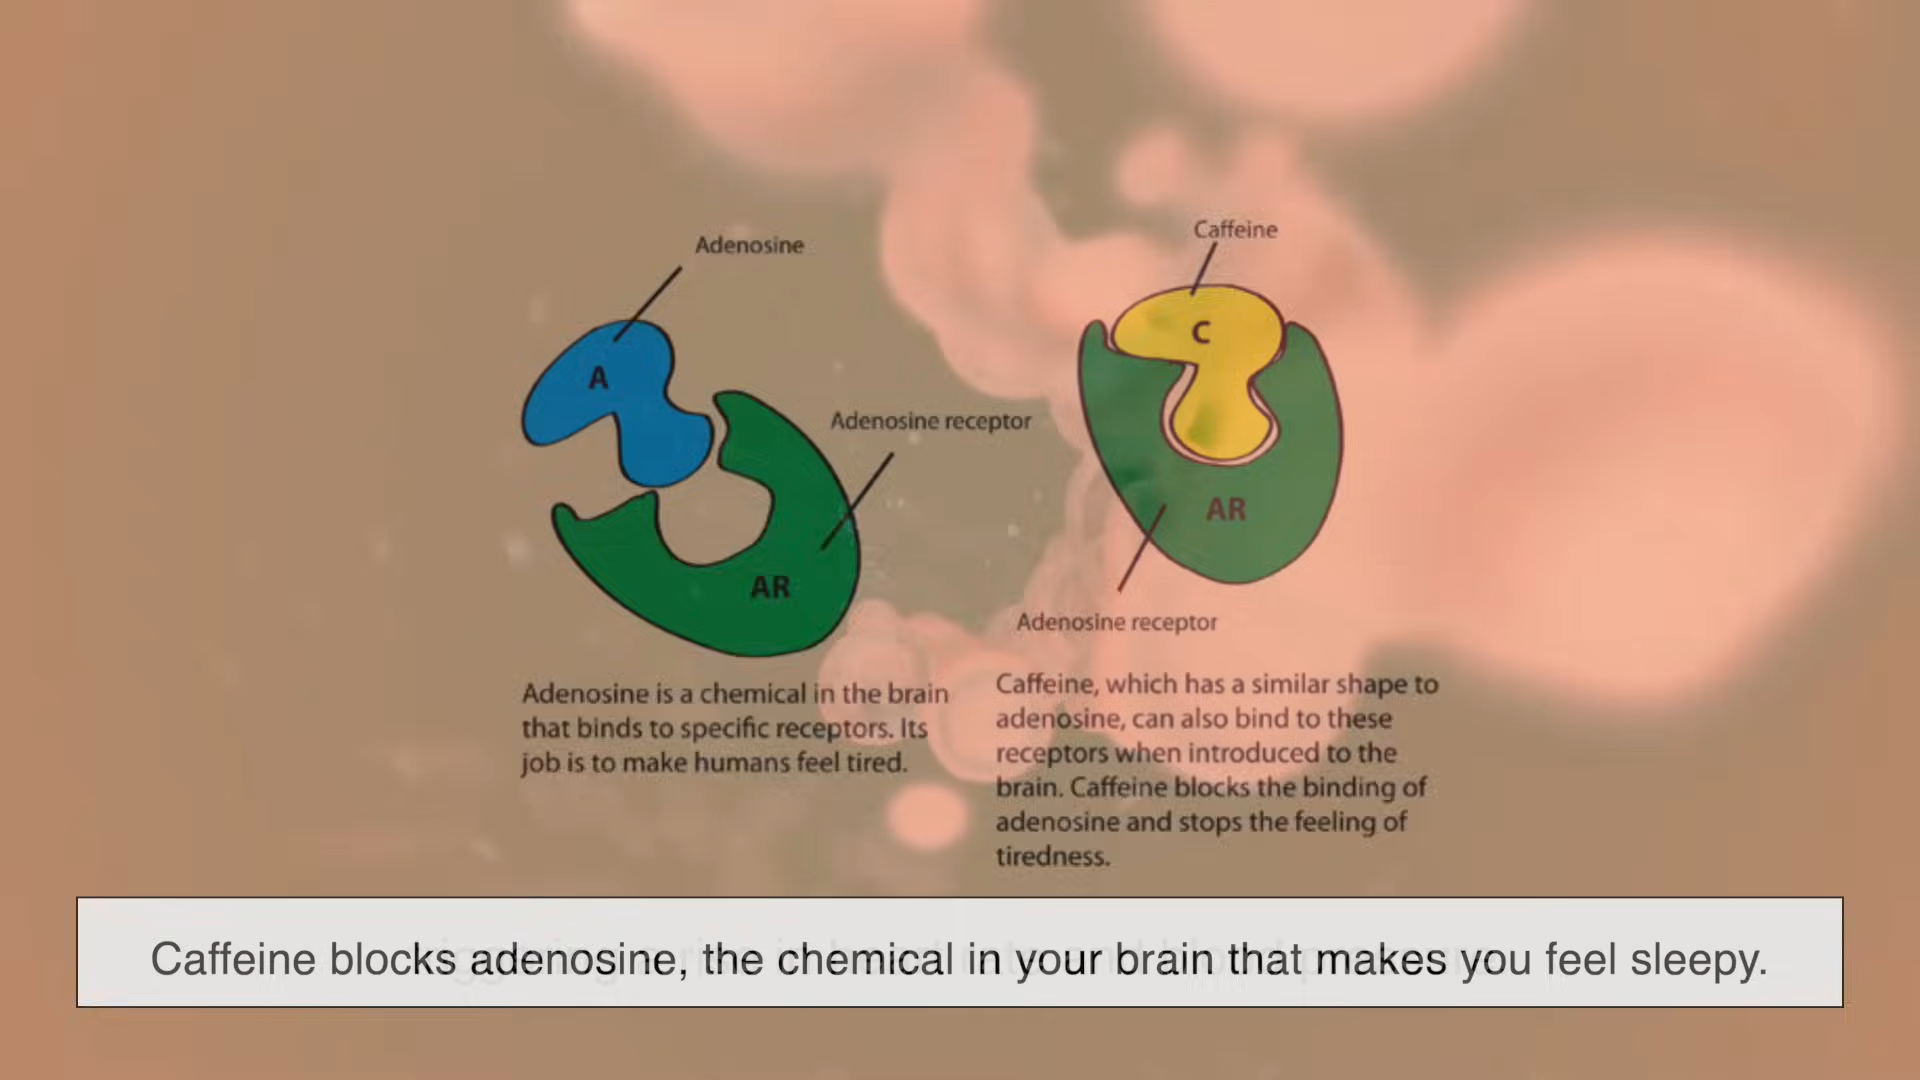 Adenosine
A
Adenosine receptor
AR
Adenosine is a chemical in the brain
that binds to specific receptors. Its
job is to make humans feel tired.
Caffeine
C
AR
Adenosine receptor
Caffeine, which has a similar shape to
adenosine, can also bind to these
receptors when introduced to the
brain. Caffeine blocks the binding of
adenosine and stops the feeling of
tiredness.
Caffeine blocks adenosine, the chemical in your brain that makes you feel sleepy.